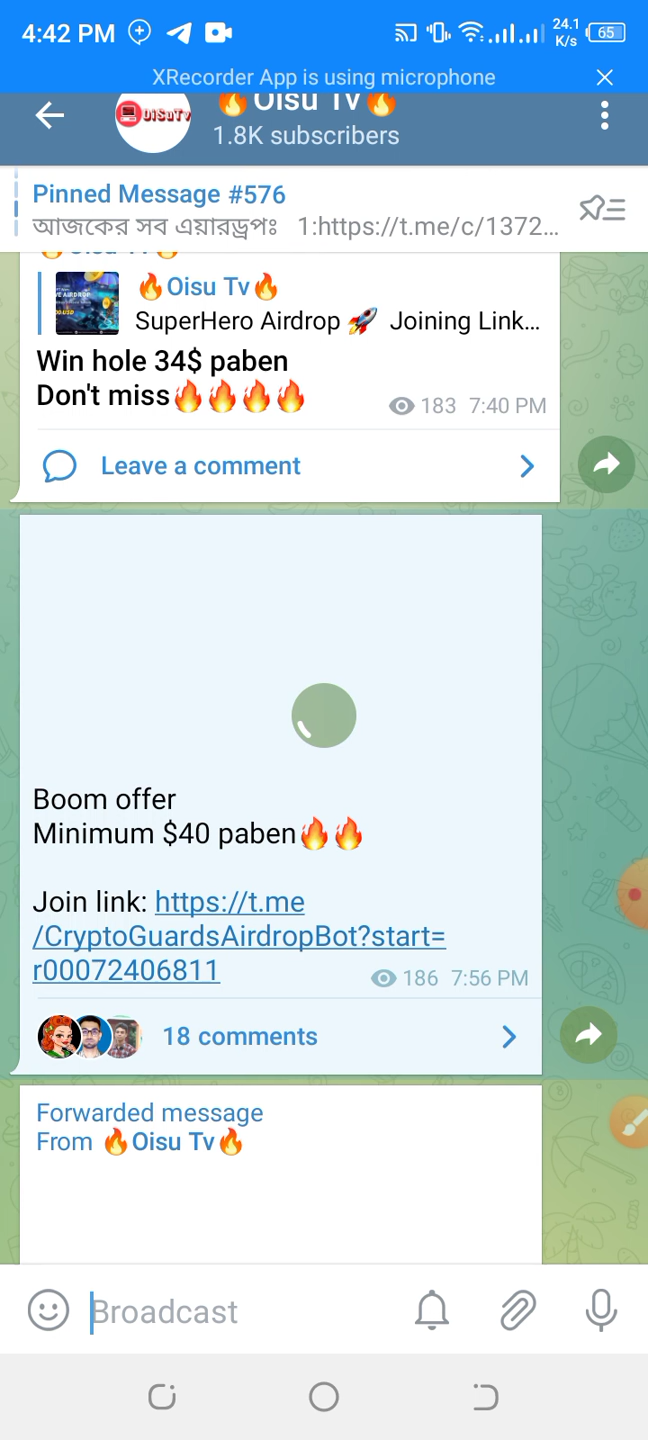 4:42 PM
24.1
K/s
65
XRecorder App is using microphone
OiSuTv
🔥Oisu Tv🔥
1.8K subscribers
Pinned Message #576
আজকের সব এয়ারড্রপঃ 1:https://t.me/c/1372...
🔥Oisu Tv🔥
🔥Oisu Tv🔥
SuperHero Airdrop 🚀 Joining Link...
Win hole 34$ paben
Don't miss🔥🔥🔥🔥
183 7:40 PM
Leave a comment
Boom offer
Minimum $40 paben🔥🔥
Join link: https://t.me
/CryptoGuardsAirdropBot?start=
r00072406811
186 7:56 PM
18 comments
Forwarded message
From 🔥Oisu Tv🔥
Broadcast